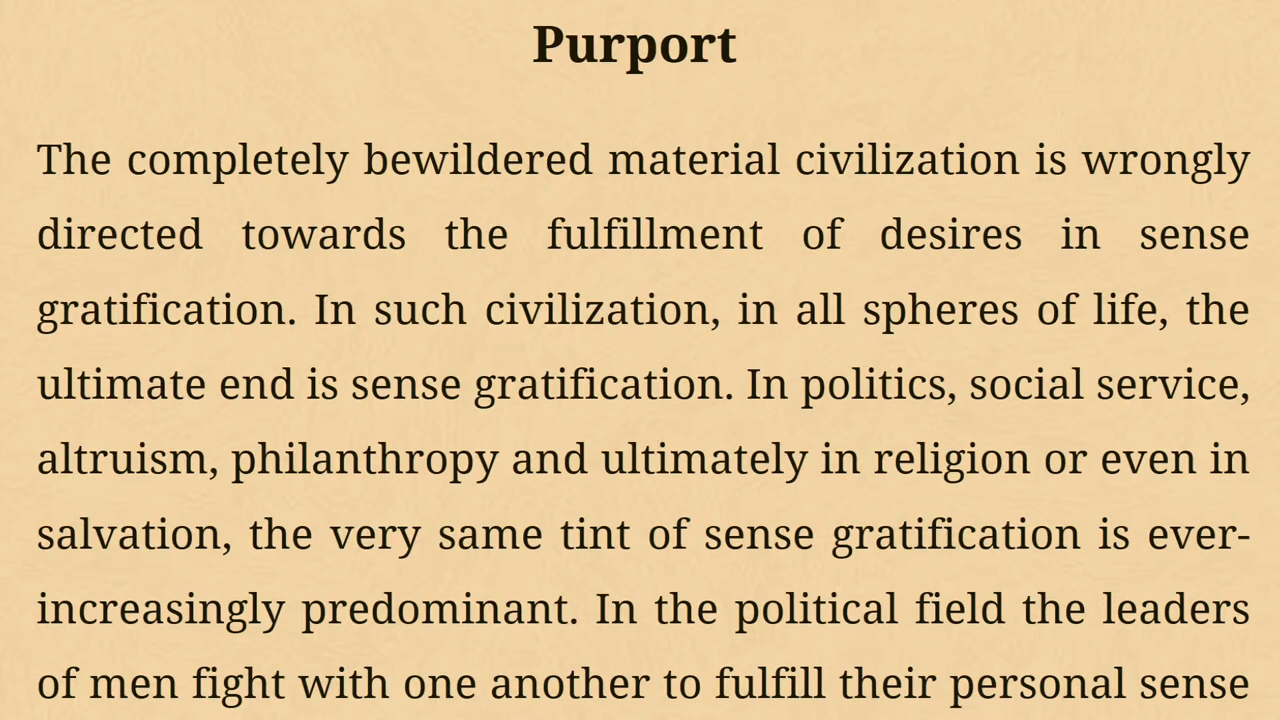 Purport
The completely bewildered material civilization is wrongly
directed towards the fulfillment of desires in sense
gratification. In such civilization, in all spheres of life, the
ultimate end is sense gratification. In politics, social service,
altruism, philanthropy and ultimately in religion or even in
salvation, the very same tint of sense gratification is ever-
increasingly predominant. In the political field the leaders
of men fight with one another to fulfill their personal sense